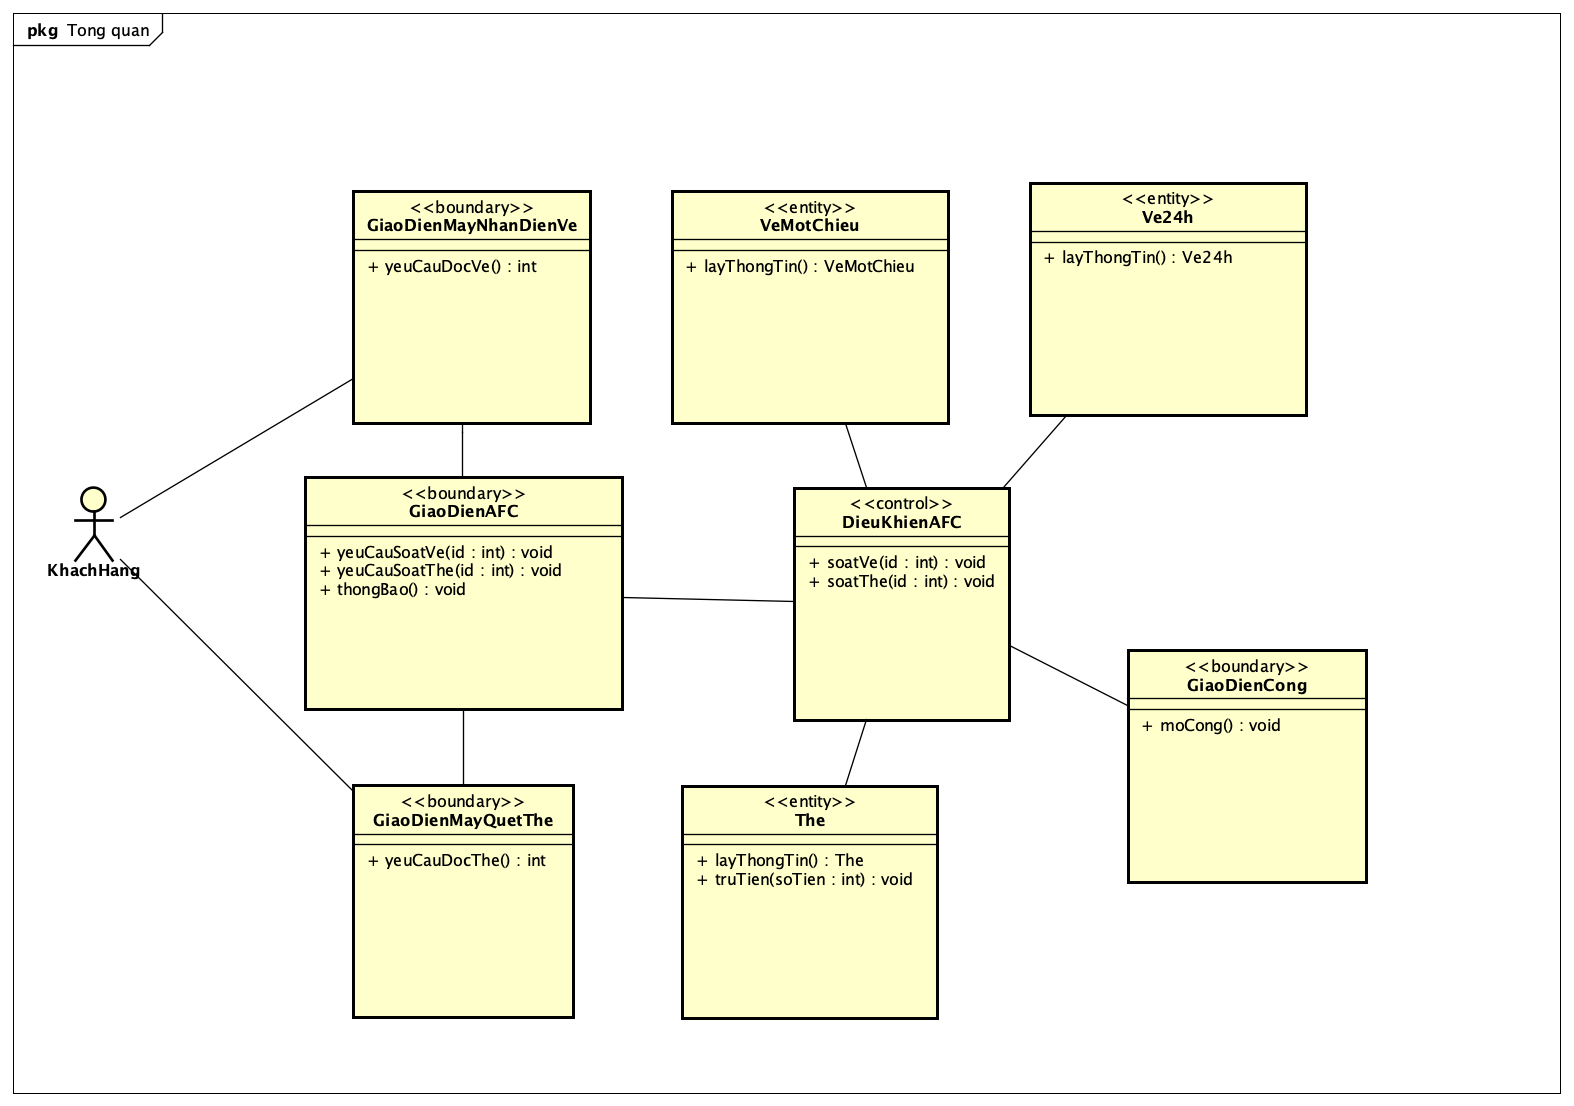 pkg Tong quan
<<boundary>>
GiaoDienMayNhanDienVe
+ yeuCauDocVe() : int
<<entity>>
VeMotChieu
+ layThongTin() : VeMotChieu
<<entity>>
Ve24h
+ layThongTin() : Ve24h
KhachHang
<<boundary>>
GiaoDienAFC
+ yeuCauSoatVe(id : int) : void
+ yeuCauSoatThe(id : int) : void
+ thongBao() : void
<<control>>
DieuKhienAFC
+ soatVe(id : int) : void
+ soatThe(id : int) : void
<<boundary>>
GiaoDienCong
+ moCong() : void
<<boundary>>
GiaoDienMayQuetThe
+ yeuCauDocThe() : int
<<entity>>
The
+ layThongTin() : The
+ truTien(soTien : int) : void